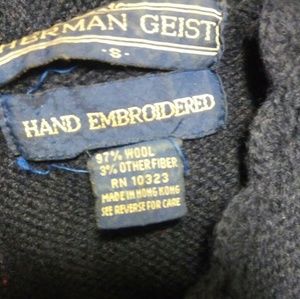 HERMAN GEIST
-S-
HAND EMBROIDERED
97% WOOL
3% OTHER FIBER
RN 10323
MADE IN HONG KONG
SEE REVERSE FOR CARE